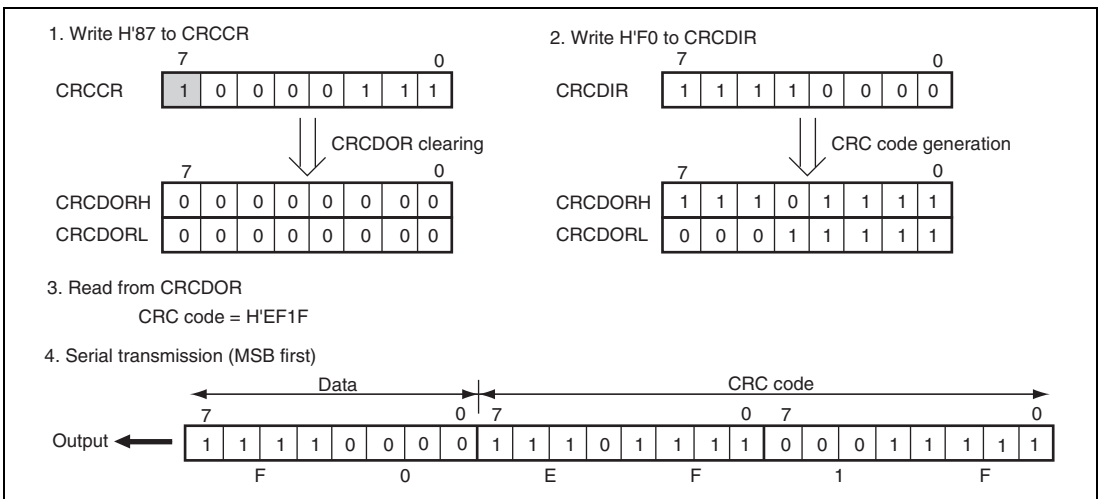 1. Write H'87 to CRCCR
7 0
CRCCR 1 0 0 0 0 1 1 1
CRCDOR clearing
7 0
CRCDORH 0 0 0 0 0 0 0 0
CRCDORL 0 0 0 0 0 0 0 0
2. Write H'F0 to CRCDIR
7 0
CRCDIR 1 1 1 1 0 0 0 0
CRC code generation
7 0
CRCDORH 1 1 1 0 1 1 1 1
CRCDORL 0 0 0 1 1 1 1 1
3. Read from CRCDOR
CRC code = H'EF1F
4. Serial transmission (MSB first)
Data CRC code
7 0 7 0 7 0
Output 1 1 1 1 0 0 0 0 1 1 1 0 1 1 1 1 0 0 0 1 1 1 1 1
F 0 E F 1 F